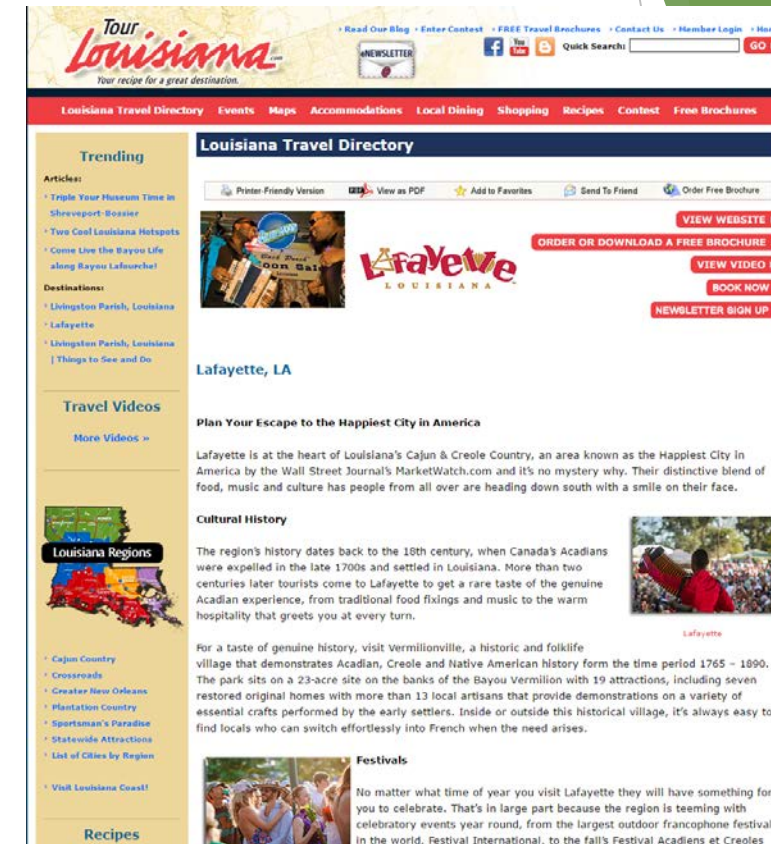 Tour
Louisiana.com
Your recipe for a great destination.
› Read Our Blog › Enter Contest › FREE Travel Brochures › Contact Us › Member Login
eNEWSLETTER
f You Tube B Quick Search: GO
Louisiana Travel Directory Events Maps Accommodations Local Dining Shopping Recipes Contest Free Brochures
Trending
Articles:
› Triple Your Museum Time in
Shreveport-Bossier
› Two Cool Louisiana Hotspots
› Come Live the Bayou Life
along Bayou Lafourche!
Destinations:
› Livingston Parish, Louisiana
› Lafayette
› Livingston Parish, Louisiana
| Things to See and Do
Travel Videos
More Videos »
Louisiana Regions
› Cajun Country
› Crossroads
› Greater New Orleans
› Plantation Country
› Sportsman's Paradise
› Statewide Attractions
› List of Cities by Region
› Visit Louisiana Coast!
Recipes
Louisiana Travel Directory
Printer-Friendly Version View as PDF Add to Favorites Send To Friend Order Free Brochure
Lafayette
LOUISIANA
VIEW WEBSITE
ORDER OR DOWNLOAD A FREE BROCHURE
VIEW VIDEO
BOOK NOW
NEWSLETTER SIGN UP
Lafayette, LA
Plan Your Escape to the Happiest City in America
Lafayette is at the heart of Louisiana's Cajun & Creole Country, an area known as the Happiest City in
America by the Wall Street Journal's MarketWatch.com and it's no mystery why. Their distinctive blend of
food, music and culture has people from all over are heading down south with a smile on their face.
Cultural History
The region's history dates back to the 18th century, when Canada's Acadians
were expelled in the late 1700s and settled in Louisiana. More than two
centuries later tourists come to Lafayette to get a rare taste of the genuine
Acadian experience, from traditional food fixings and music to the warm
hospitality that greets you at every turn.
Lafayette
For a taste of genuine history, visit Vermilionville, a historic and folklife
village that demonstrates Acadian, Creole and Native American history form the time period 1765 – 1890.
The park sits on a 23-acre site on the banks of the Bayou Vermilion with 19 attractions, including seven
restored original homes with more than 13 local artisans that provide demonstrations on a variety of
essential crafts performed by the early settlers. Inside or outside this historical village, it's always easy to
find locals who can switch effortlessly into French when the need arises.
Festivals
No matter what time of year you visit Lafayette they will have something for
you to celebrate. That's in large part because the region is teeming with
celebratory events year round, from the largest outdoor francophone festival
in the world, Festival International, to the fall's Festival Acadiens et Creoles